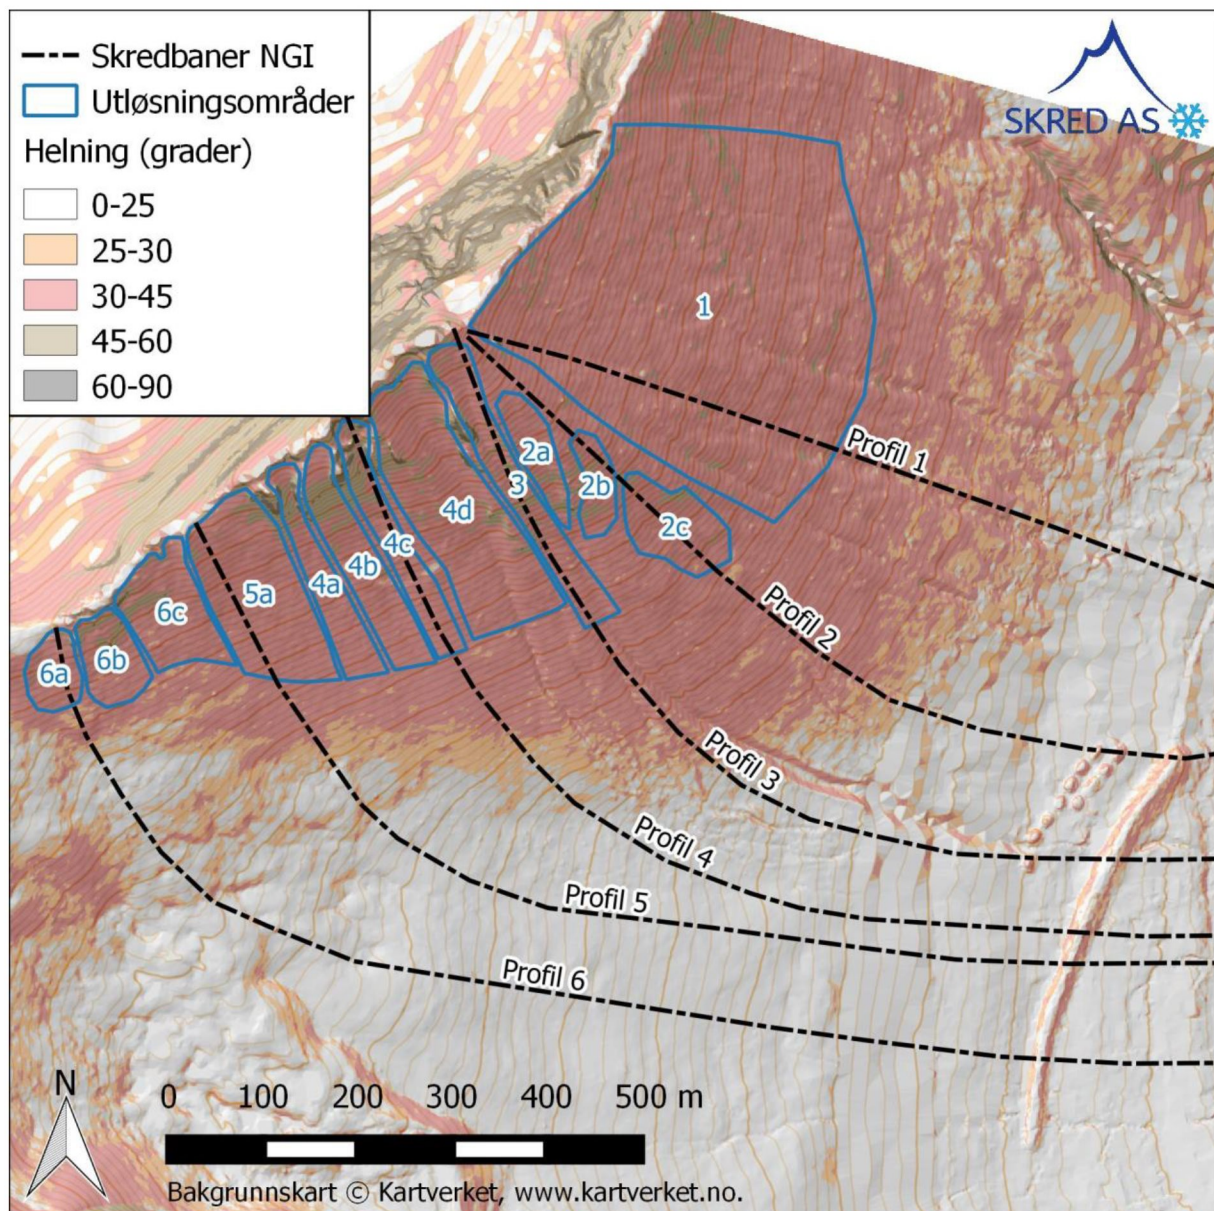 Skredbaner NGI
Utløsningsområder
Helning (grader)
0-25
25-30
30-45
45-60
60-90
SKRED AS
1
2a
2b
2c
3
4a
4b
4c
4d
5a
6a
6b
6c
Profil 1
Profil 2
Profil 3
Profil 4
Profil 5
Profil 6
N
0 100 200 300 400 500 m
Bakgrunnskart © Kartverket, www.kartverket.no.